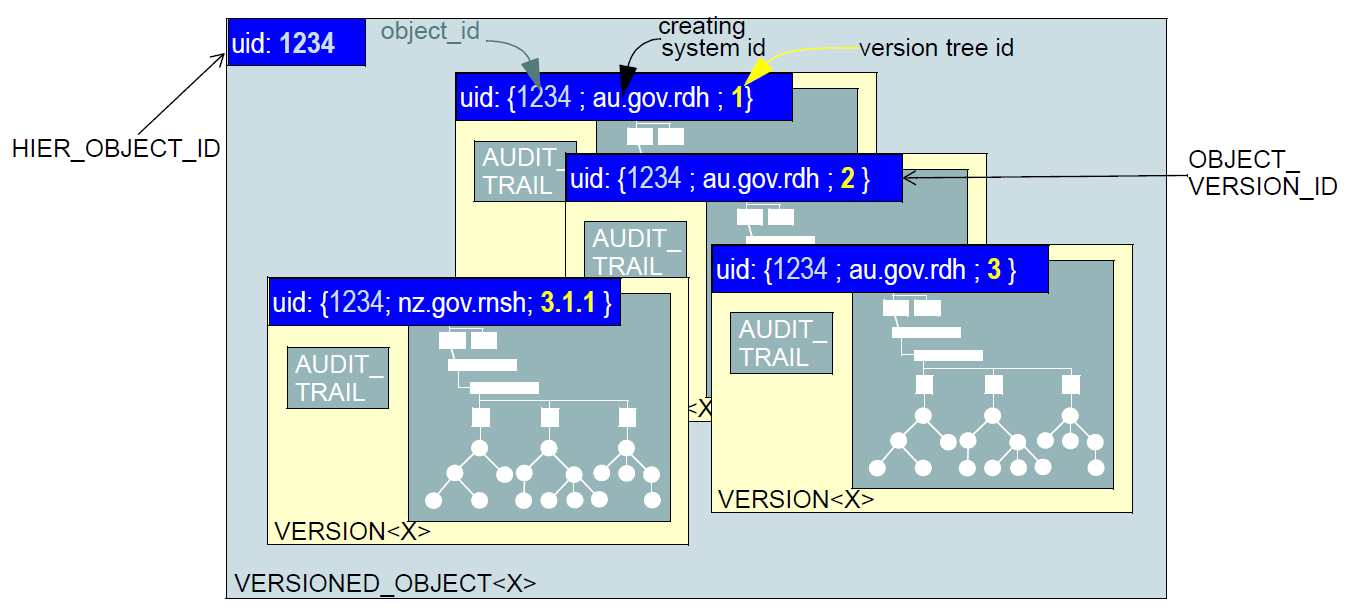 uid: 1234
object_id
creating
system id
version tree id
HIER_OBJECT_ID
uid: {1234 ; au.gov.rdh ; 1}
AUDIT_
TRAIL
uid: {1234 ; au.gov.rdh ; 2 }
OBJECT_
VERSION_ID
AUDIT_
TRAIL
uid: {1234 ; au.gov.rdh ; 3 }
AUDIT_
TRAIL
<X
VERSION<X>
uid: {1234; nz.gov.rnsh; 3.1.1 }
AUDIT_
TRAIL
VERSION<X>
VERSIONED_OBJECT<X>